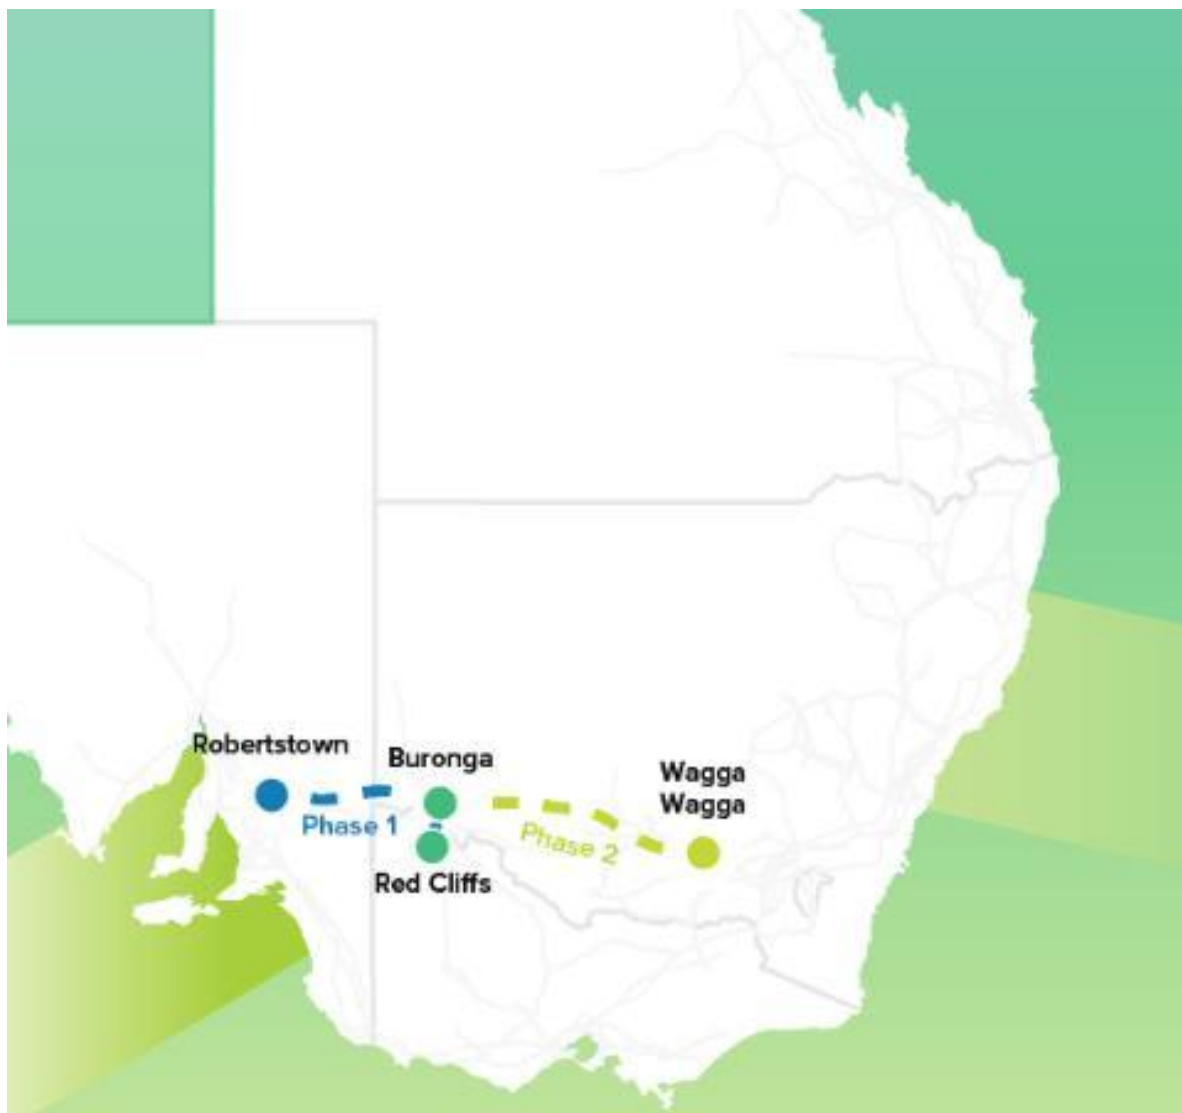 Robertstown
Buronga
Wagga
Wagga
Phase 1
Phase 2
Red Cliffs